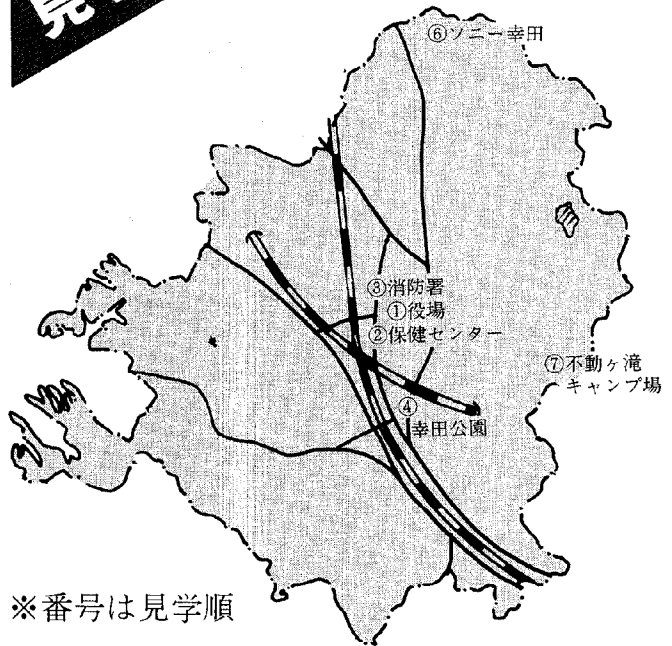 ⑥ソニー幸田
③消防署
①役場
②保健センター
⑦不動ヶ滝
キャンプ場
④
幸田公園
※番号は見学順